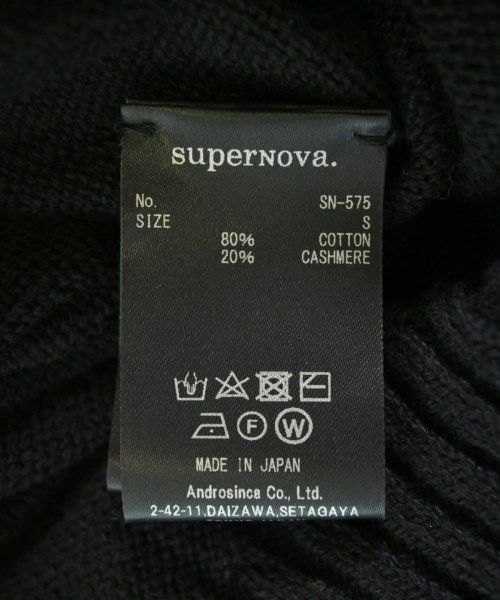 superNova.
No. SN-575
SIZE S
80% COTTON
20% CASHMERE
F W
MADE IN JAPAN
Androsinca Co., Ltd.
2-42-11,DAIZAWA,SETAGAYA